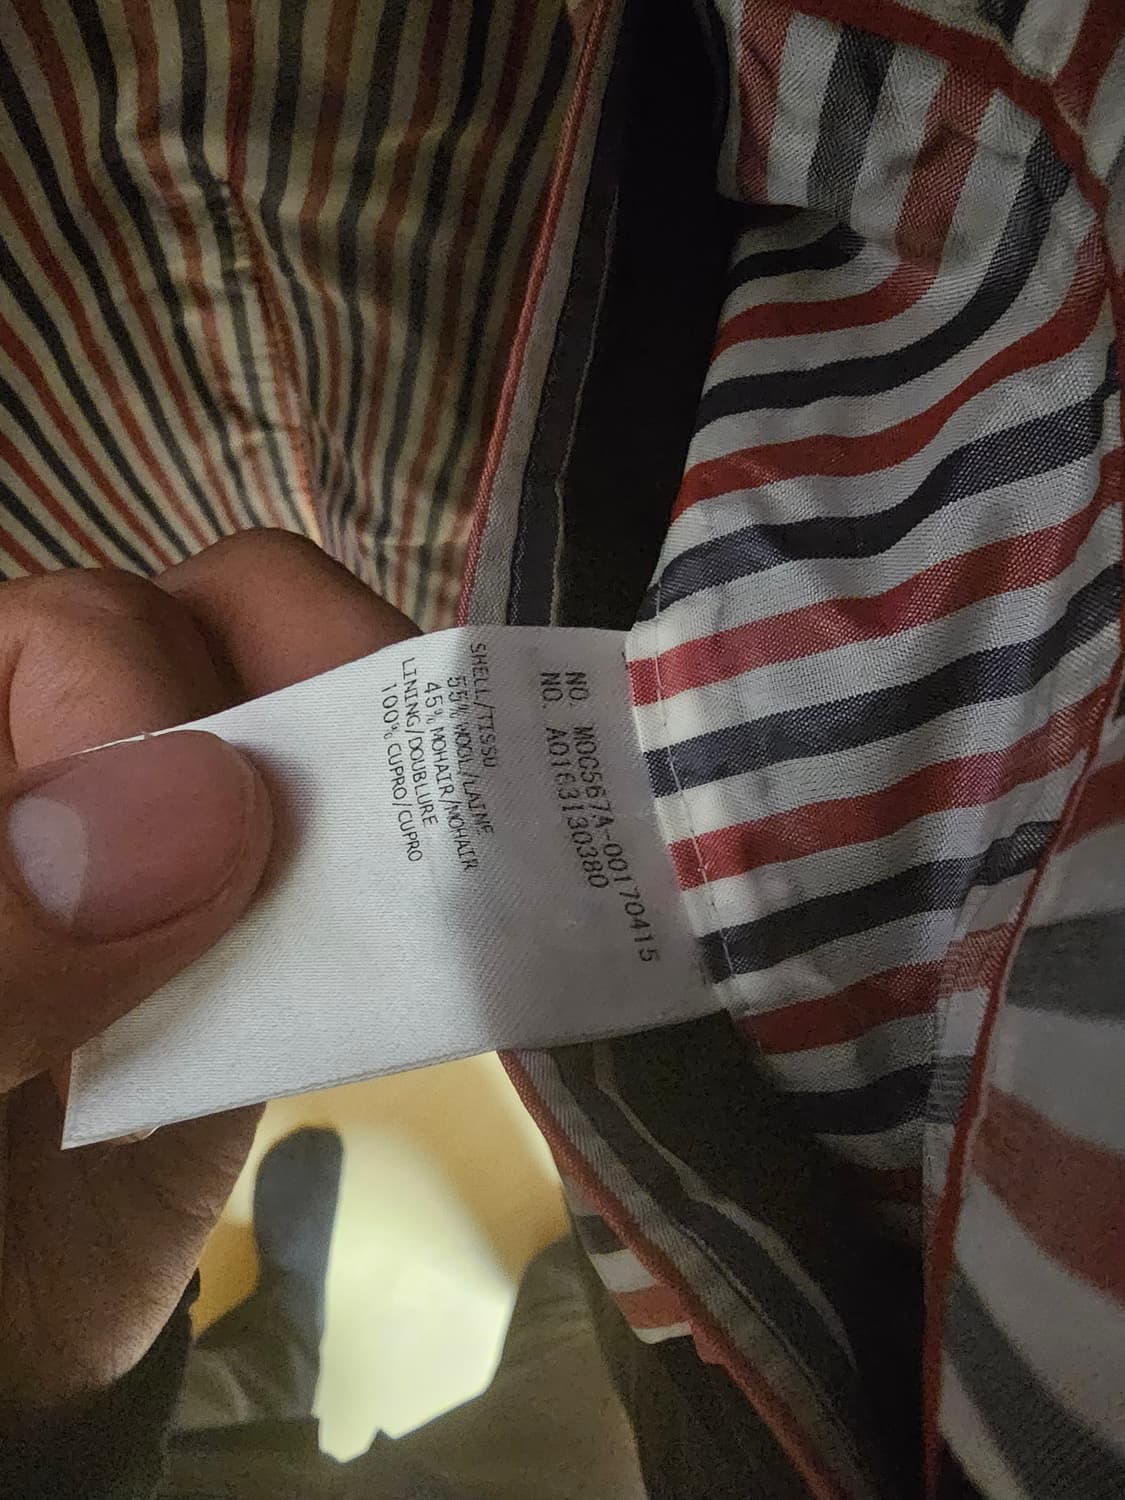 NO. MOC567A-00170415
NO. A0163130380
SHELL/TISSU
55% WOOL/LAINE
45% MOHAIR/MOHAIR
LINING/DOUBLURE
100% CUPRO/CUPRO